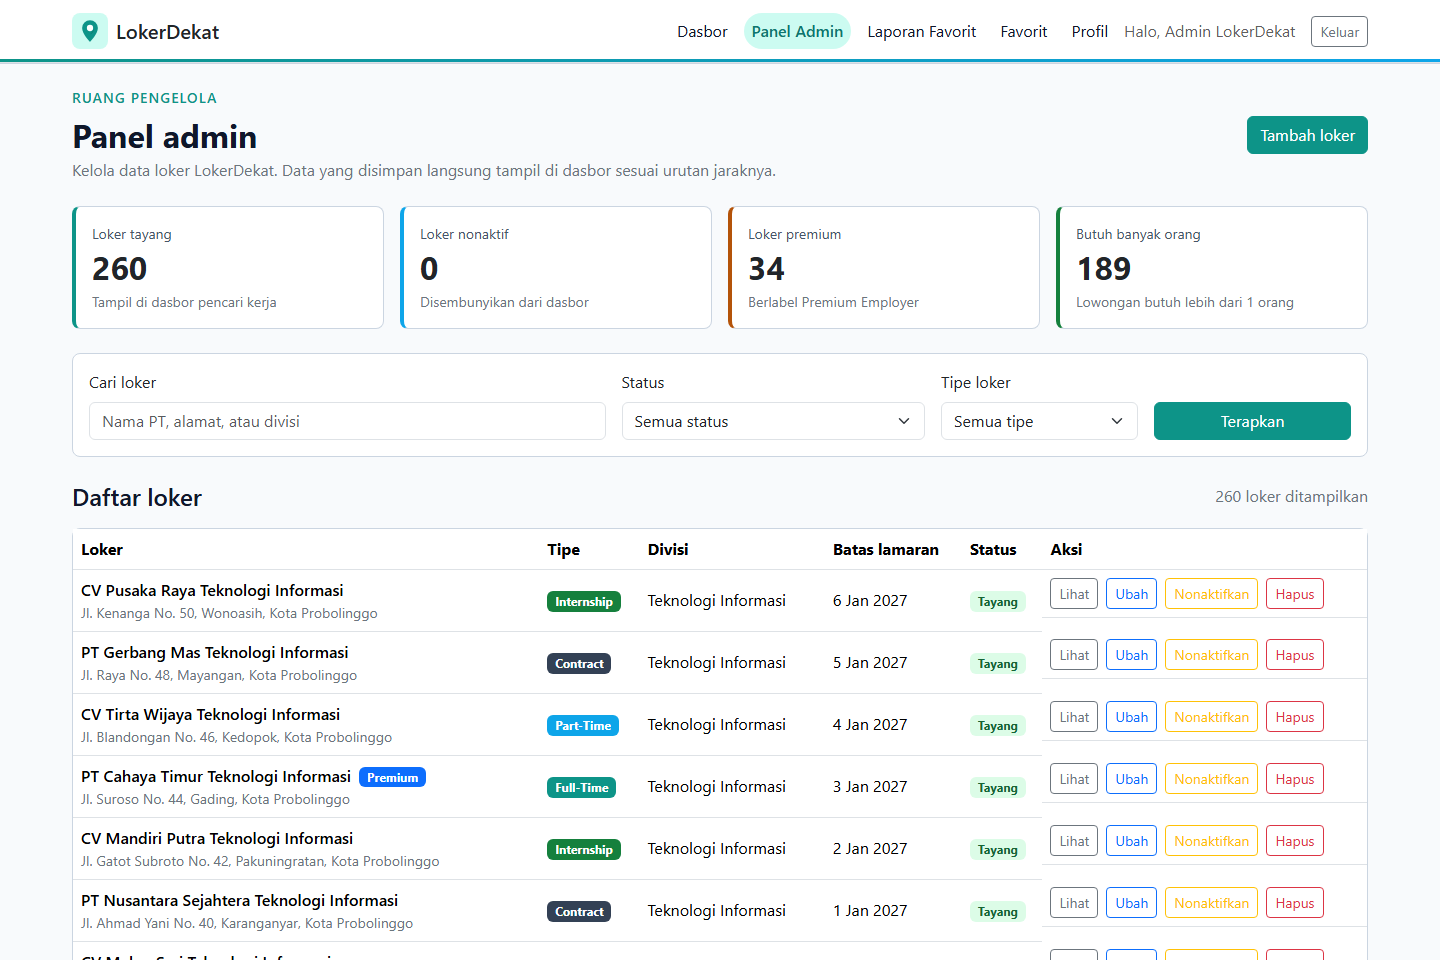 LokerDekat
Dasbor Panel Admin Laporan Favorit Favorit Profil Halo, Admin LokerDekat Keluar
RUANG PENGELOLA
Panel admin
Kelola data loker LokerDekat. Data yang disimpan langsung tampil di dasbor sesuai urutan jaraknya.
Tambah loker
Loker tayang
260
Tampil di dasbor pencari kerja
Loker nonaktif
0
Disembunyikan dari dasbor
Loker premium
34
Berlabel Premium Employer
Butuh banyak orang
189
Lowongan butuh lebih dari 1 orang
Cari loker
Nama PT, alamat, atau divisi
Status
Semua status
Tipe loker
Semua tipe
Terapkan
Daftar loker
260 loker ditampilkan
Loker Tipe Divisi Batas lamaran Status Aksi
CV Pusaka Raya Teknologi Informasi
Jl. Kenanga No. 50, Wonoasih, Kota Probolinggo
Internship Teknologi Informasi 6 Jan 2027 Tayang Lihat Ubah Nonaktifkan Hapus
PT Gerbang Mas Teknologi Informasi
Jl. Raya No. 48, Mayangan, Kota Probolinggo
Contract Teknologi Informasi 5 Jan 2027 Tayang Lihat Ubah Nonaktifkan Hapus
CV Tirta Wijaya Teknologi Informasi
Jl. Blandongan No. 46, Kedopok, Kota Probolinggo
Part-Time Teknologi Informasi 4 Jan 2027 Tayang Lihat Ubah Nonaktifkan Hapus
PT Cahaya Timur Teknologi Informasi Premium
Jl. Suroso No. 44, Gading, Kota Probolinggo
Full-Time Teknologi Informasi 3 Jan 2027 Tayang Lihat Ubah Nonaktifkan Hapus
CV Mandiri Putra Teknologi Informasi
Jl. Gatot Subroto No. 42, Pakuningratan, Kota Probolinggo
Internship Teknologi Informasi 2 Jan 2027 Tayang Lihat Ubah Nonaktifkan Hapus
PT Nusantara Sejahtera Teknologi Informasi
Jl. Ahmad Yani No. 40, Karanganyar, Kota Probolinggo
Contract Teknologi Informasi 1 Jan 2027 Tayang Lihat Ubah Nonaktifkan Hapus